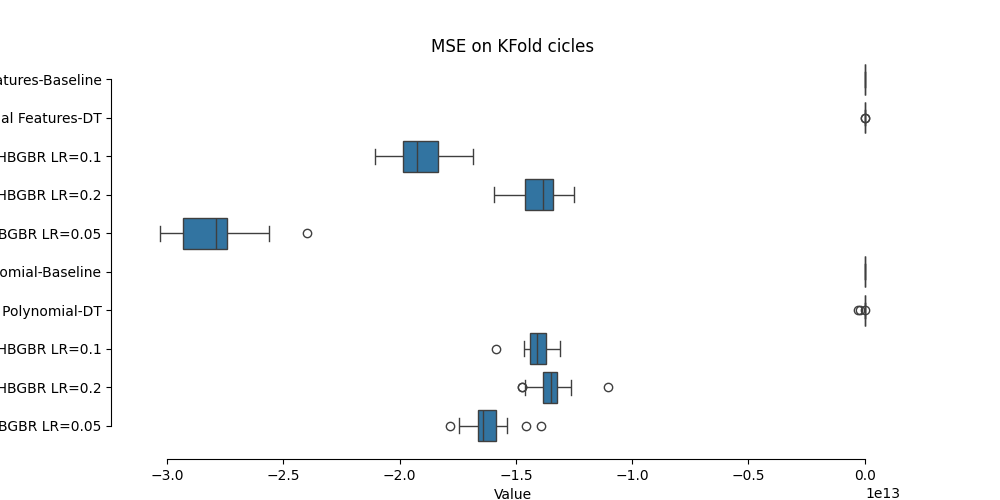 MSE on KFold cicles
atures-Baseline
al Features-DT
HBGBR LR=0.1
HBGBR LR=0.2
BGBR LR=0.05
omial-Baseline
Polynomial-DT
HBGBR LR=0.1
HBGBR LR=0.2
BGBR LR=0.05
−3.0 −2.5 −2.0 −1.5 −1.0 −0.5 0.0
1e13
Value